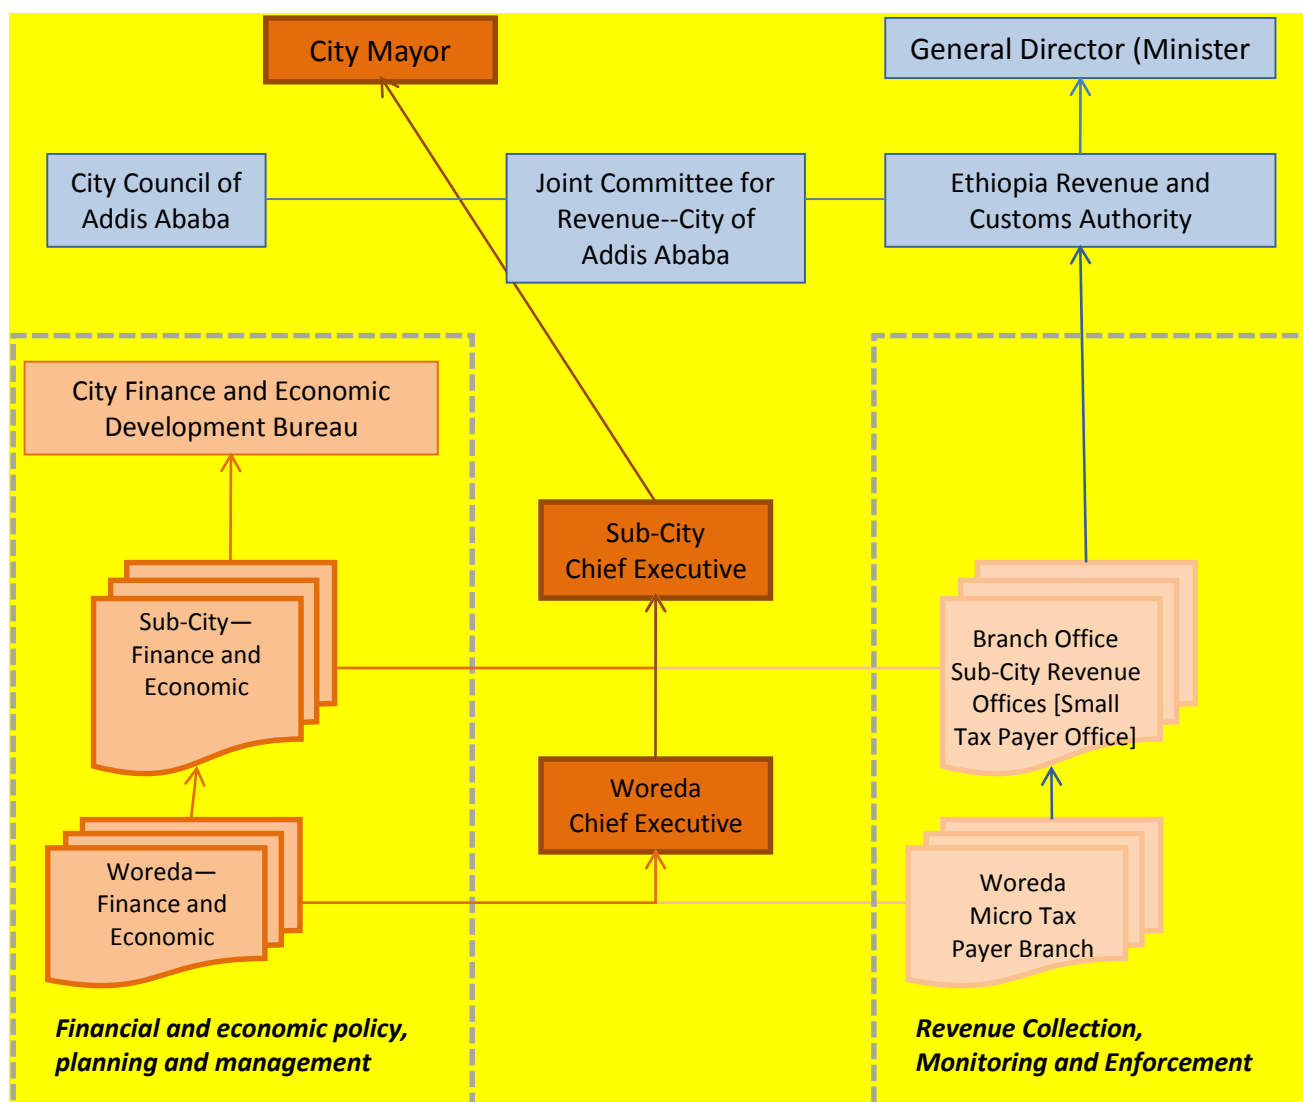 City Mayor
General Director (Minister
City Council of
Addis Ababa
Joint Committee for
Revenue--City of
Addis Ababa
Ethiopia Revenue and
Customs Authority
City Finance and Economic
Development Bureau
Sub-City
Chief Executive
Sub-City—
Finance and
Economic
Branch Office
Sub-City Revenue
Offices [Small
Tax Payer Office]
Woreda
Chief Executive
Woreda—
Finance and
Economic
Woreda
Micro Tax
Payer Branch
Financial and economic policy,
planning and management
Revenue Collection,
Monitoring and Enforcement